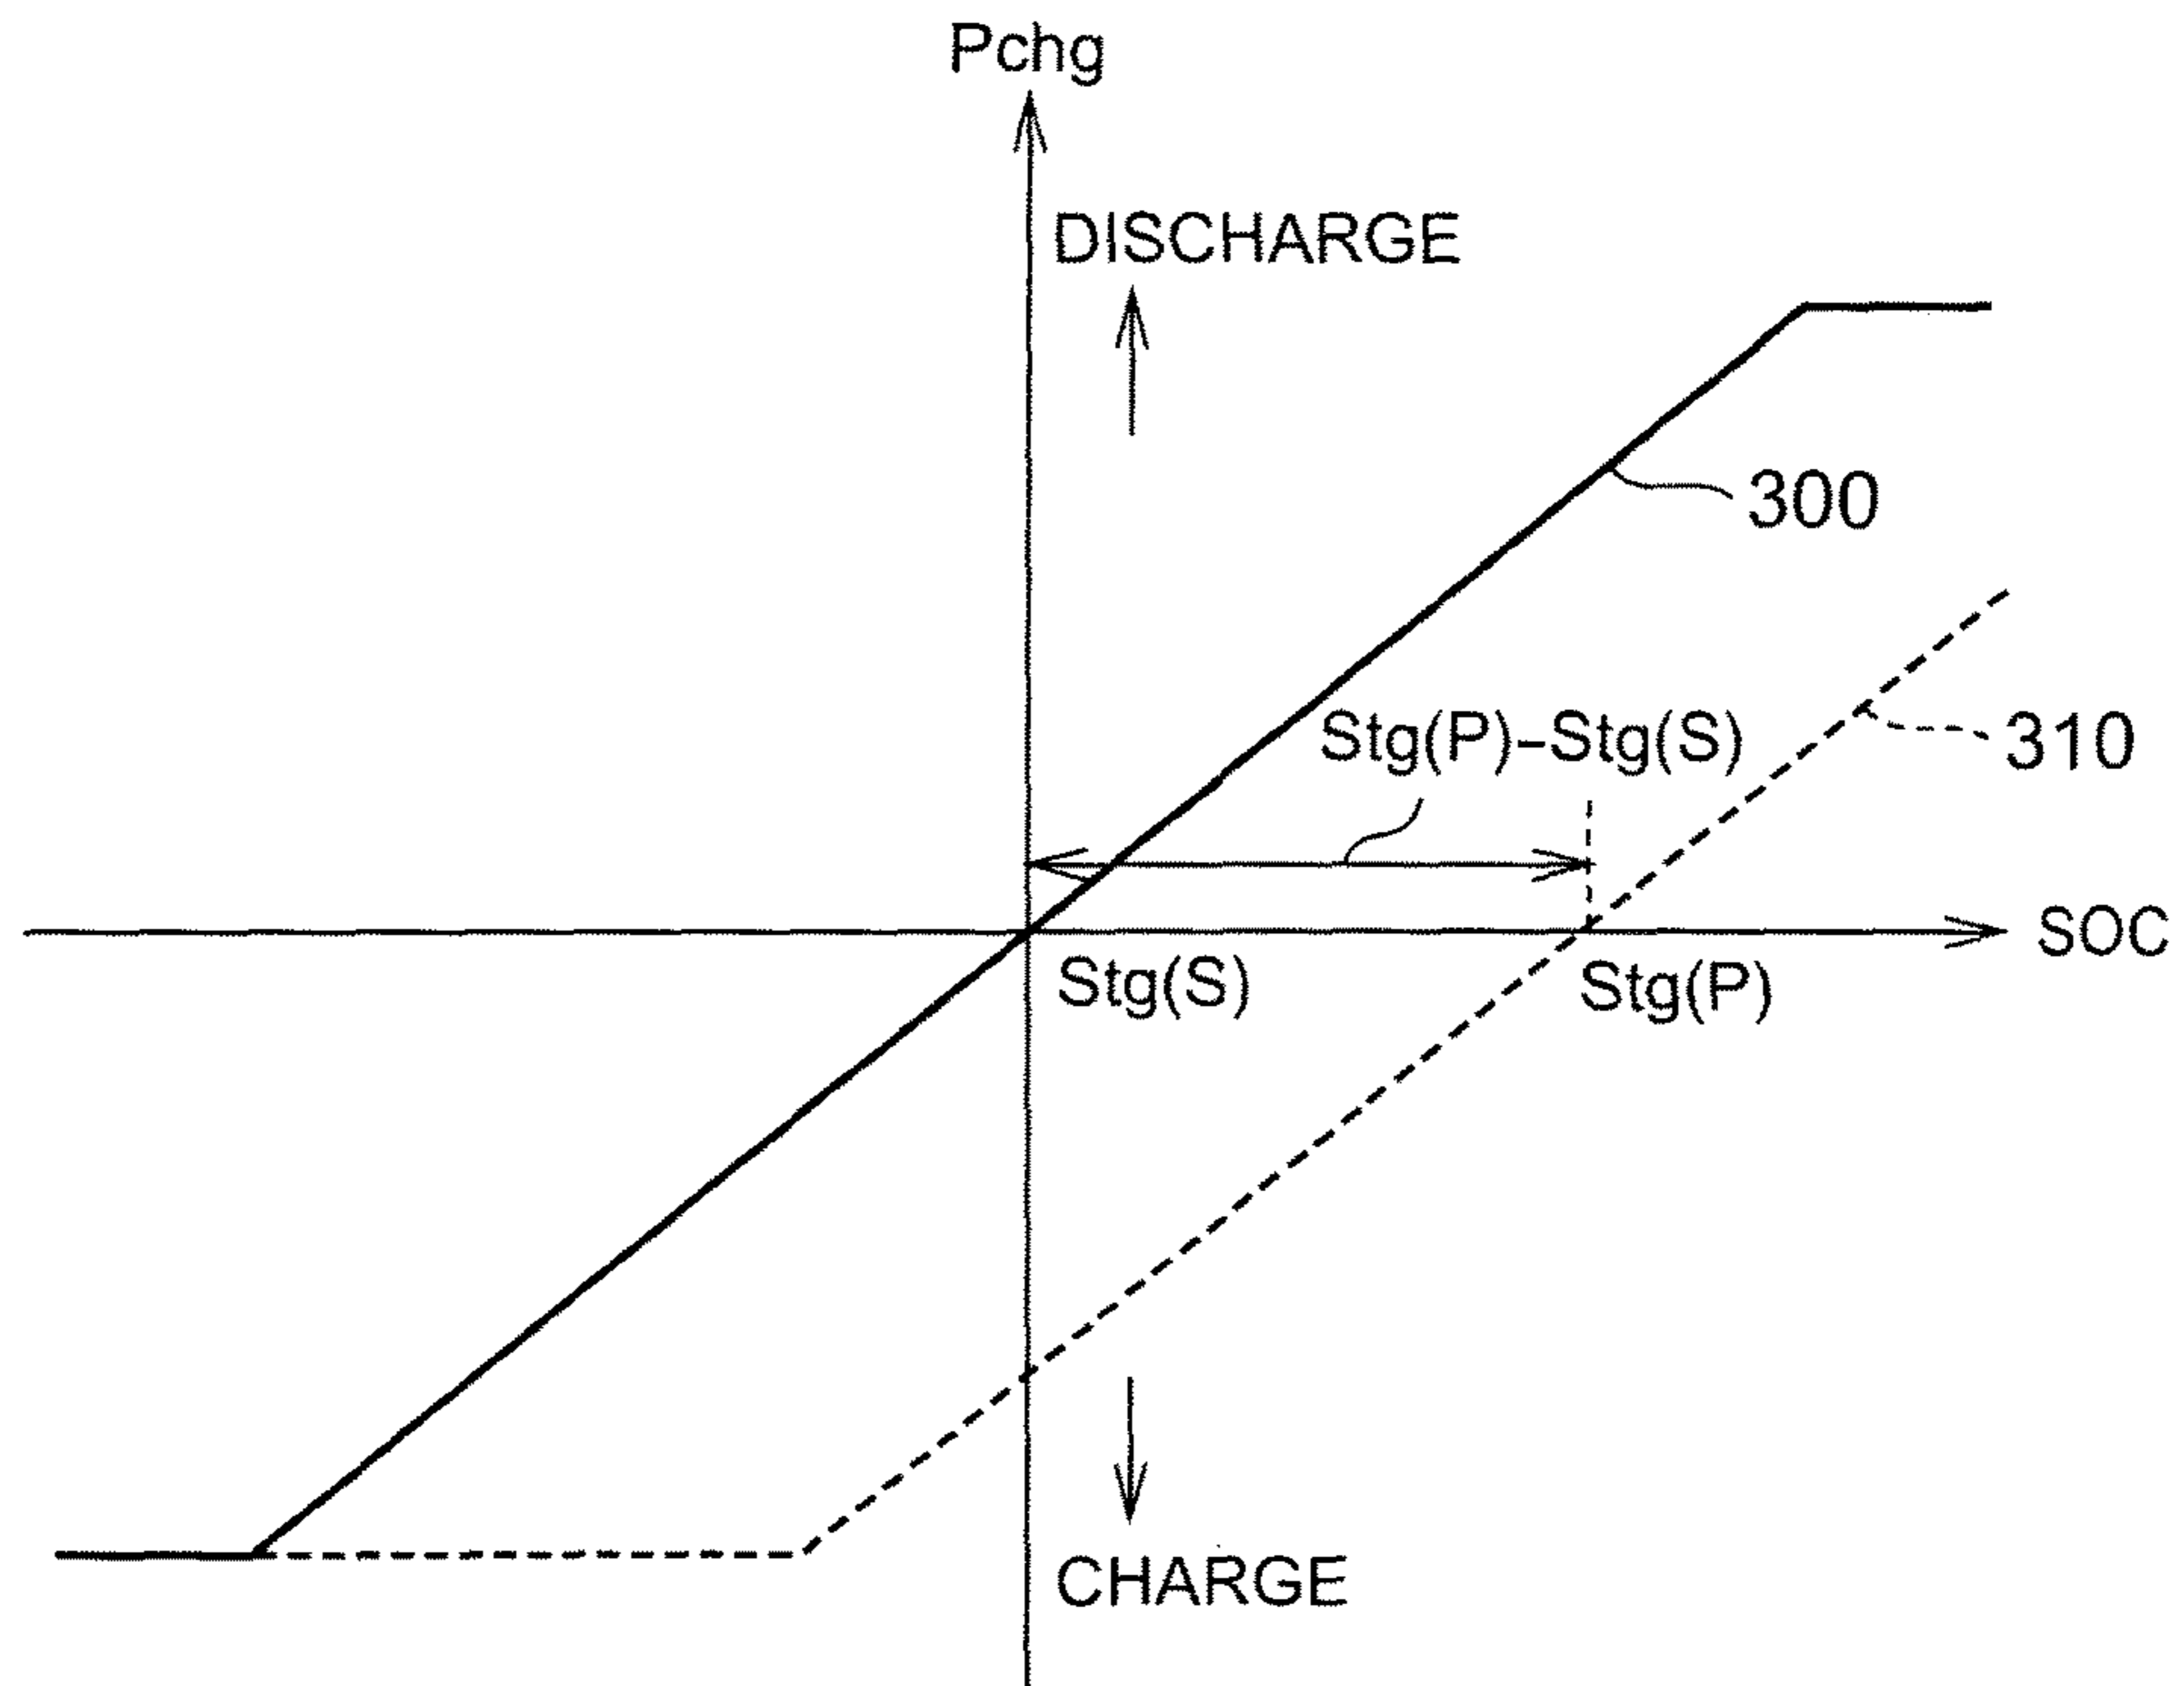 Pchg
DISCHARGE
300
Stg(P)-Stg(S)
310
SOC
Stg(S)
Stg(P)
CHARGE